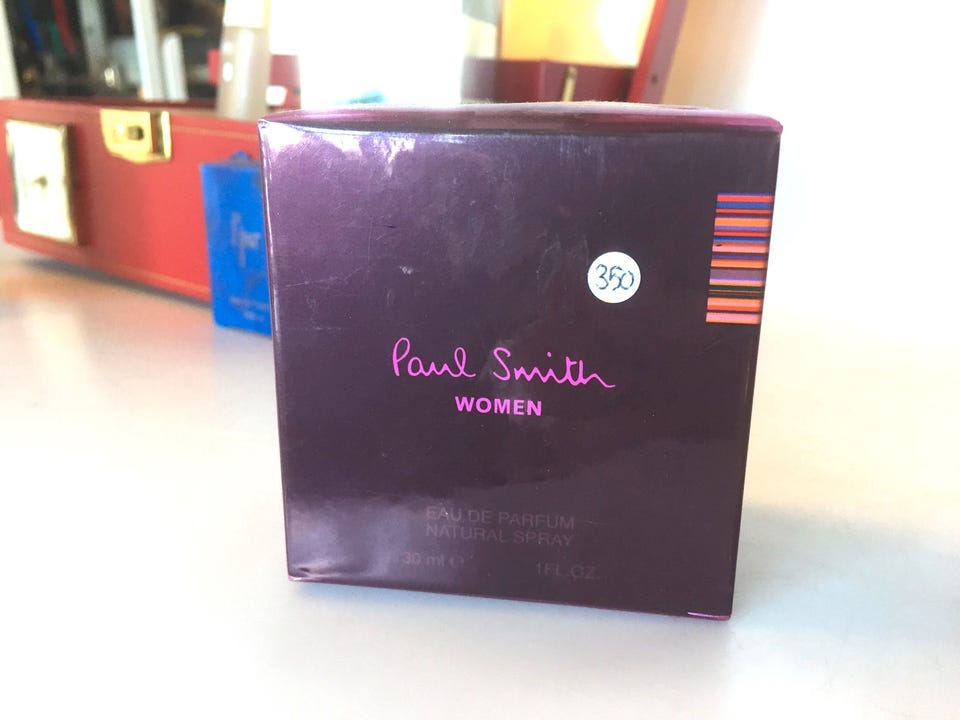 350
Paul Smith
WOMEN
EAU DE PARFUM
NATURAL SPRAY
30 ml e
1FL.OZ.